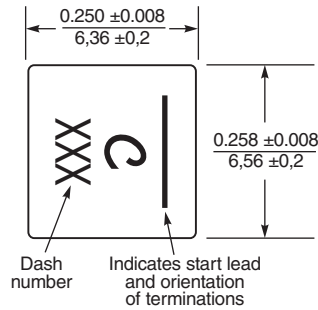 0.250 ±0.008
6,36 ±0,2
XXX
C
0.258 ±0.008
6,56 ±0,2
Dash
number
Indicates start lead
and orientation
of terminations